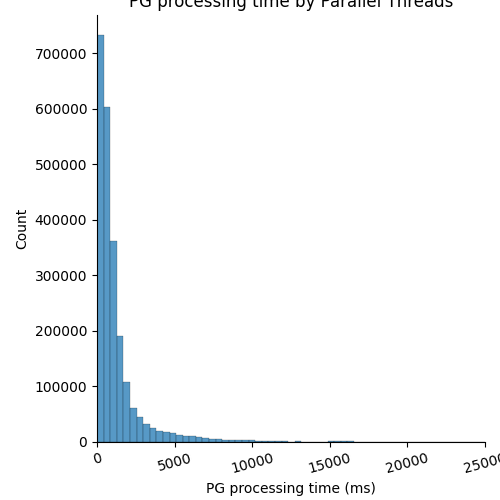 PG processing time by Parallel Threads
700000
600000
500000
400000
300000
200000
100000
0
Count
0 5000 10000 15000 20000 25000
PG processing time (ms)